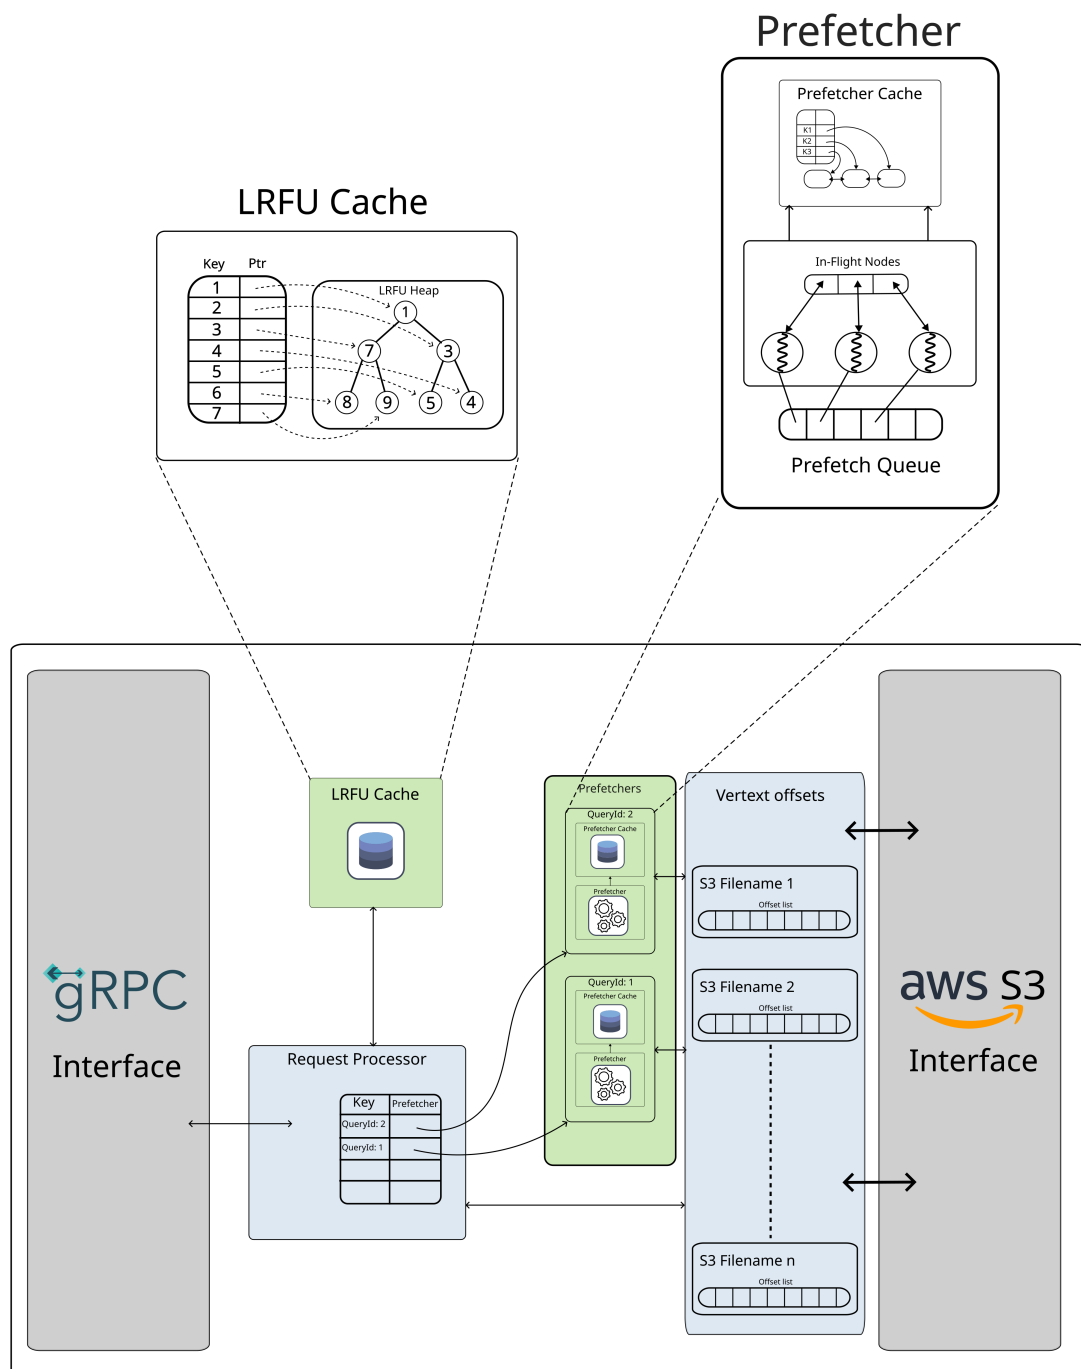 Prefetcher
Prefetcher Cache
K1
K2
K3
In-Flight Nodes
Prefetch Queue
LRFU Cache
Key Ptr
1
2
3
4
5
6
7
LRFU Heap
1
7 3
8 9 5 4
gRPC
Interface
LRFU Cache
Request Processor
Key Prefetcher
QueryId: 2
QueryId: 1
Prefetchers
QueryId: 2
Prefetcher Cache
Prefetcher
QueryId: 1
Prefetcher Cache
Prefetcher
Vertext offsets
S3 Filename 1
Offset list
S3 Filename 2
Offset list
S3 Filename n
Offset list
aws S3
Interface